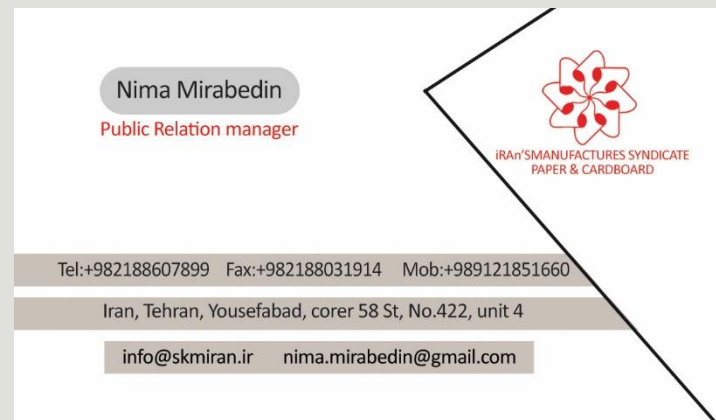 Nima Mirabedin
Public Relation manager
iRAn'SMANUFACTURES SYNDICATE
PAPER & CARDBOARD
Tel:+982188607899 Fax:+982188031914 Mob:+989121851660
Iran, Tehran, Yousefabad, corer 58 St, No.422, unit 4
info@skmiran.ir nima.mirabedin@gmail.com